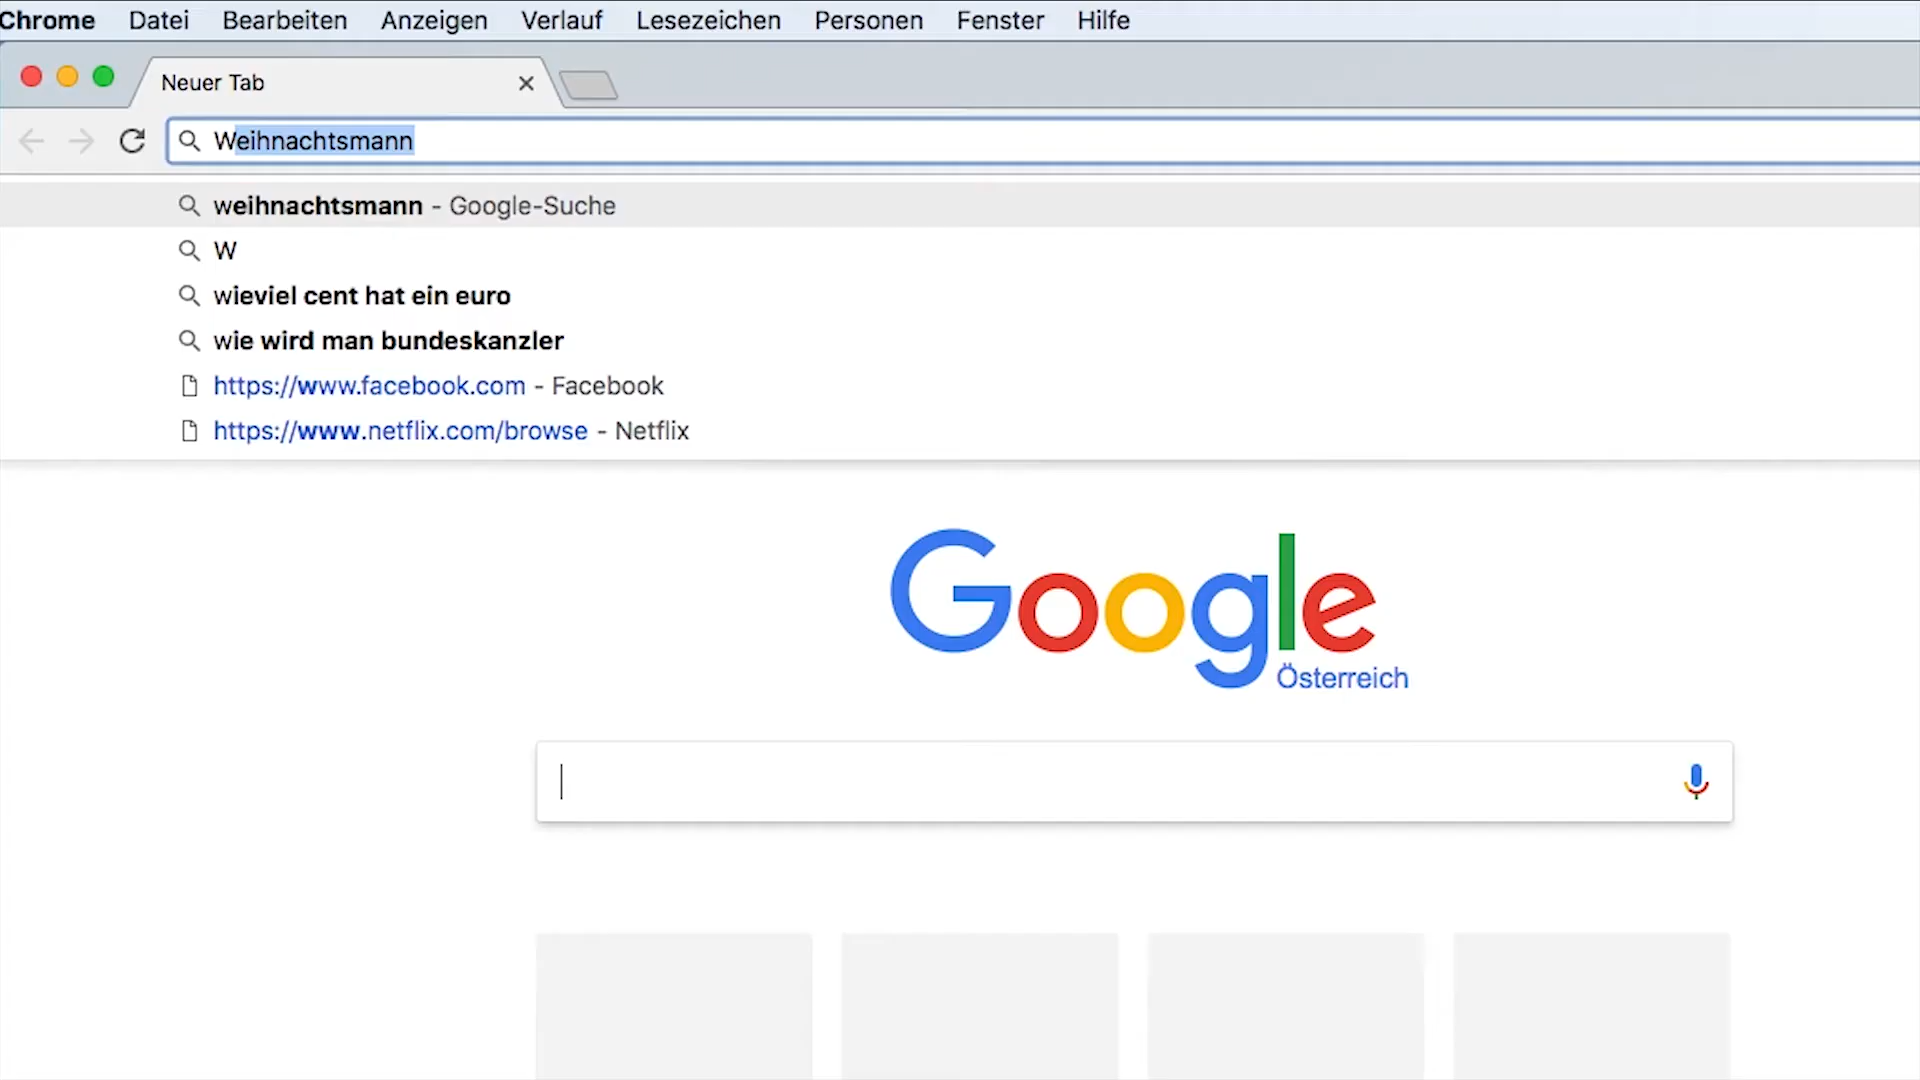 Chrome Datei Bearbeiten Anzeigen Verlauf Lesezeichen Personen Fenster Hilfe
Neuer Tab
Weihnachtsmann
weihnachtsmann - Google-Suche
W
wieviel cent hat ein euro
wie wird man bundeskanzler
https://www.facebook.com - Facebook
https://www.netflix.com/browse - Netflix
Google
Österreich